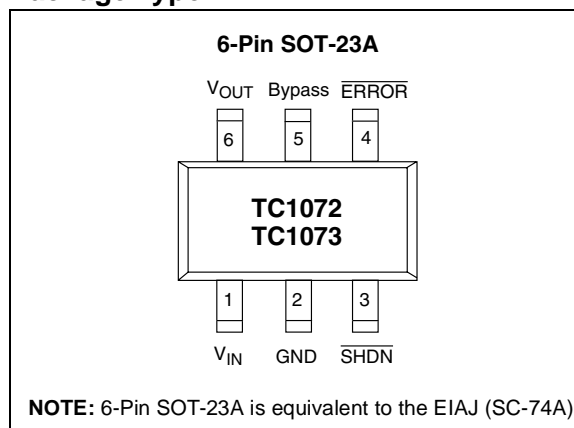 6-Pin SOT-23A
VOUT Bypass ERROR
6 5 4
TC1072
TC1073
1 2 3
VIN GND SHDN
NOTE: 6-Pin SOT-23A is equivalent to the EIAJ (SC-74A)